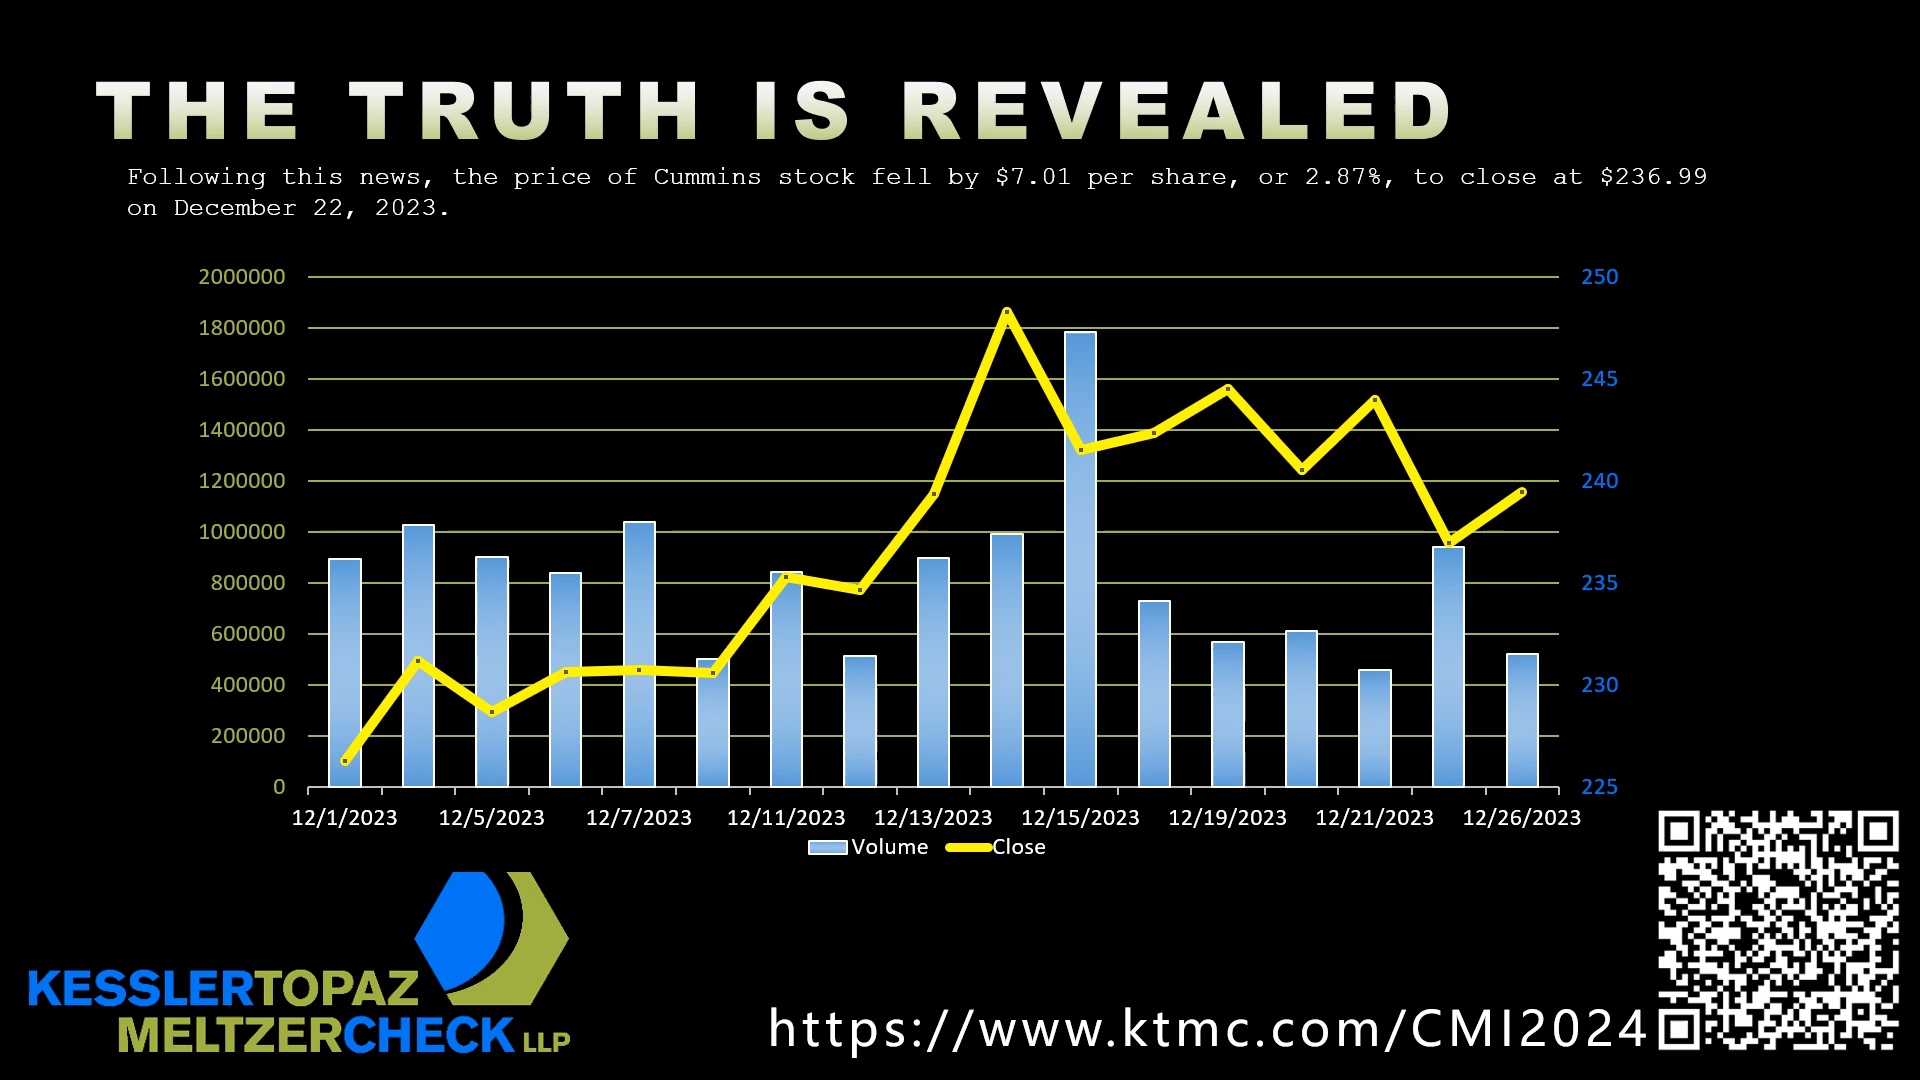 THE TRUTH IS REVEALED
Following this news, the price of Cummins stock fell by $7.01 per share, or 2.87%, to close at $236.99
on December 22, 2023.
2000000 250
1800000
1600000 245
1400000
1200000 240
1000000
800000 235
600000
400000 230
200000
0 225
12/1/2023 12/5/2023 12/7/2023 12/11/2023 12/13/2023 12/15/2023 12/19/2023 12/21/2023 12/26/2023
Volume Close
KESSLERTOPAZ
MELTZERCHECK LLP
https://www.ktmc.com/CMI2024